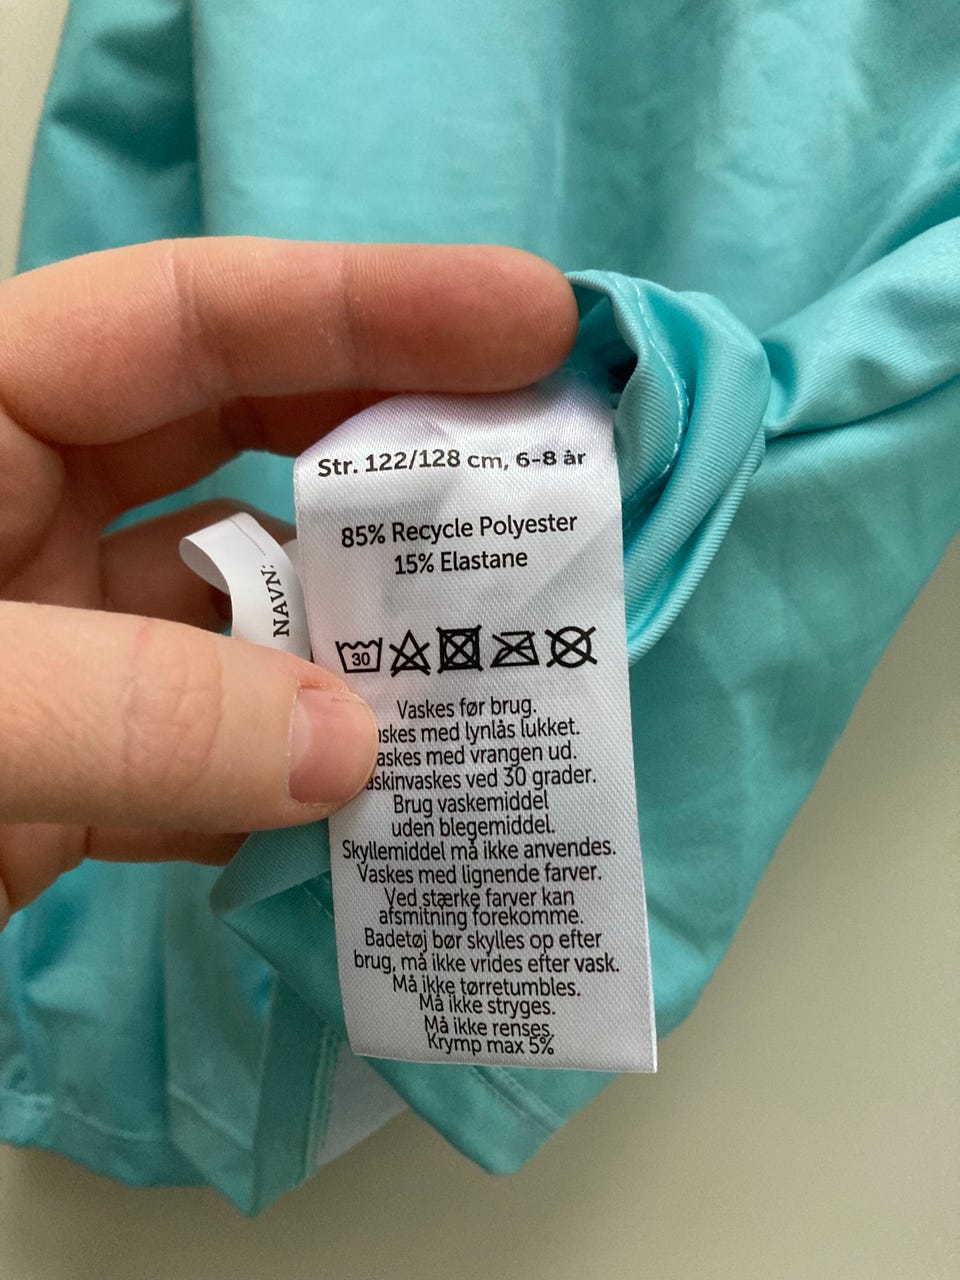 Str. 122/128 cm, 6-8 år
85% Recycle Polyester
15% Elastane
NAVN:
30
Vaskes før brug.
med lynlås lukket.
med vrangen ud.
ved 30 grader.
Brug vaskemiddel
uden blegemiddel.
Skyllemiddel må ikke anvendes.
Vaskes med lignende farver.
Ved stærke farver kan
afsmitning forekomme.
Badetøj bør skylles op efter
brug, må ikke vrides efter vask.
Må ikke tørretumbles.
Må ikke stryges.
Må ikke renses.
Krymp max 5%